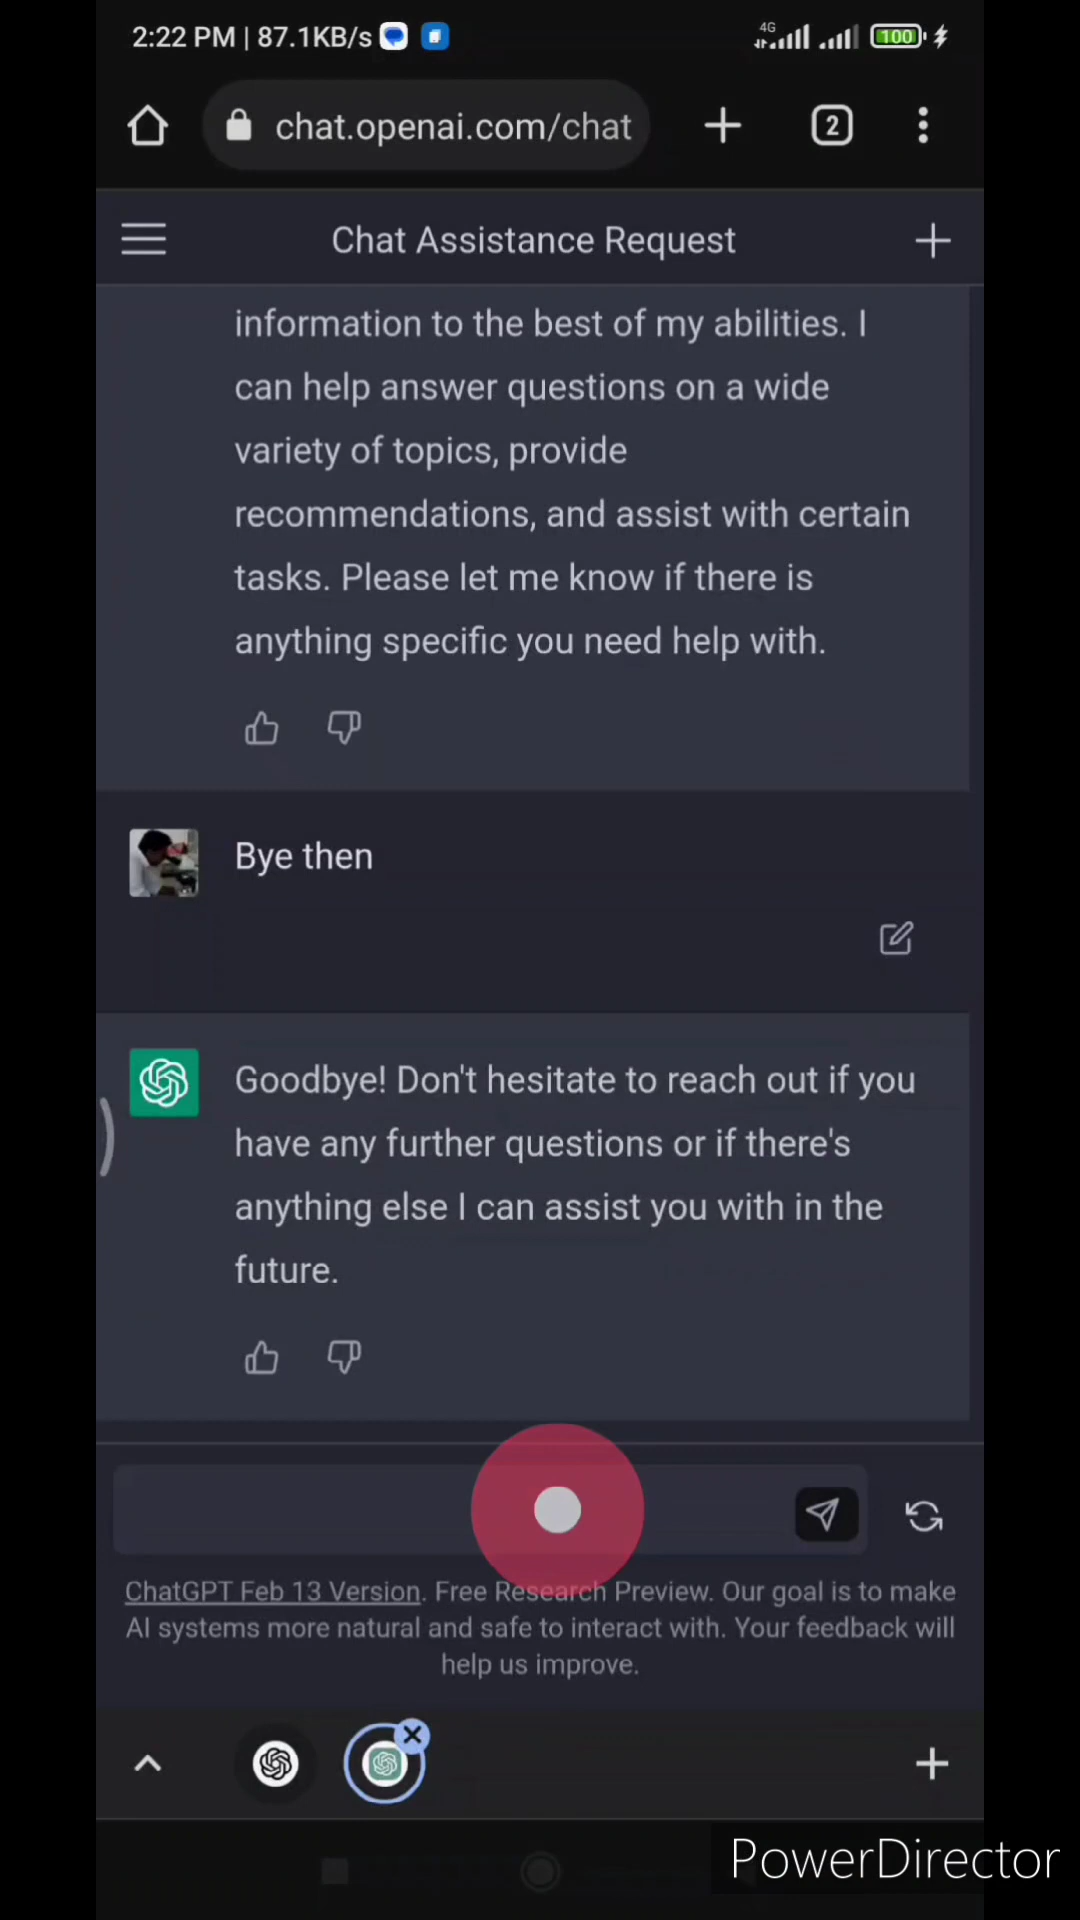 2:22 PM | 87.1KB/s
4G
100
chat.openai.com/chat
2
Chat Assistance Request
information to the best of my abilities. I
can help answer questions on a wide
variety of topics, provide
recommendations, and assist with certain
tasks. Please let me know if there is
anything specific you need help with.
Bye then
Goodbye! Don't hesitate to reach out if you
have any further questions or if there's
anything else I can assist you with in the
future.
ChatGPT Feb 13 Version. Free Research Preview. Our goal is to make
AI systems more natural and safe to interact with. Your feedback will
help us improve.
PowerDirector